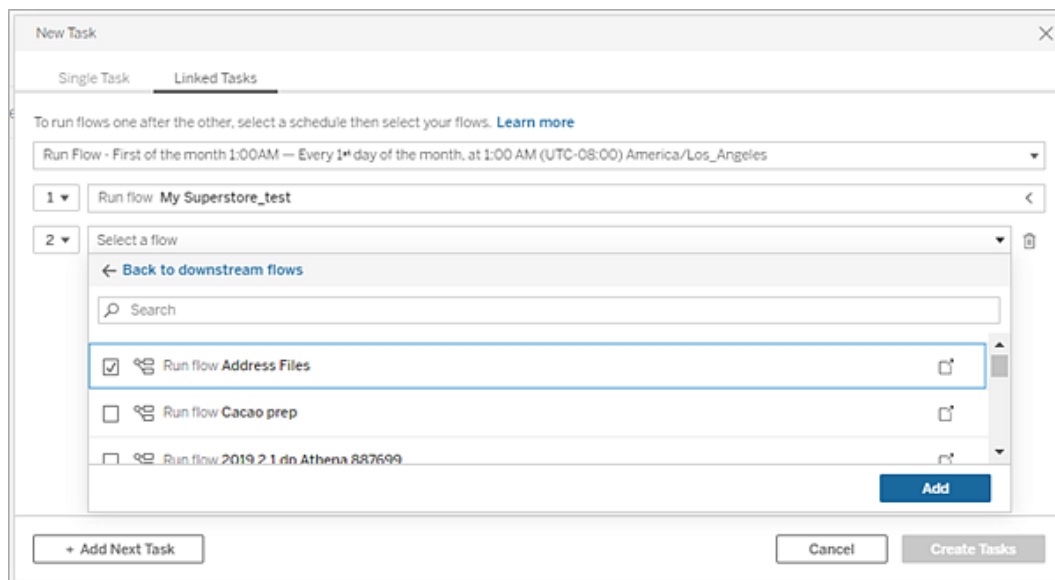 New Task
Single Task Linked Tasks
To run flows one after the other, select a schedule then select your flows. Learn more
Run Flow - First of the month 1:00AM — Every 1st day of the month, at 1:00 AM (UTC-08:00) America/Los_Angeles
1 Run flow My Superstore_test
2 Select a flow
Back to downstream flows
Search
Run flow Address Files
Run flow Cacao prep
Run flow 2019 2 1 dp Athena 887699
Add
+ Add Next Task Cancel Create Tasks